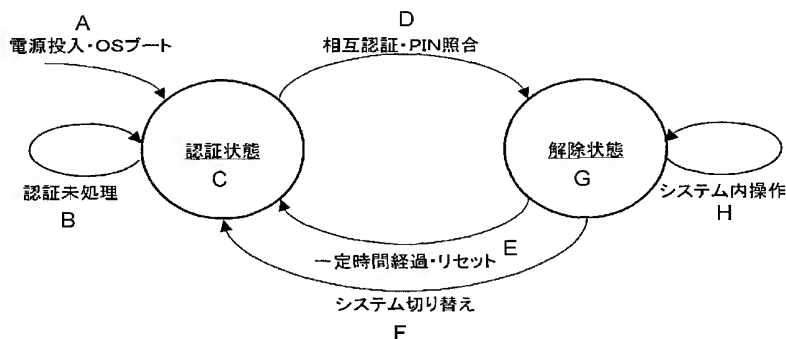 A
電源投入・OSブート
D
相互認証・PIN照合
認証状態
C
解除状態
G
認証未処理
B
システム内操作
H
一定時間経過・リセット
E
システム切り替え
F